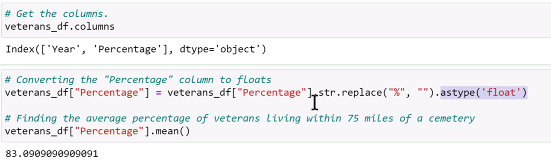 # Get the columns.
veterans_df.columns
Index(['Year', 'Percentage'], dtype='object')
# Converting the "Percentage" column to floats
veterans_df["Percentage"] = veterans_df["Percentage"].str.replace("%", "").astype('float')
# Finding the average percentage of veterans living within 75 miles of a cemetery
veterans_df["Percentage"].mean()
83.0909090909091